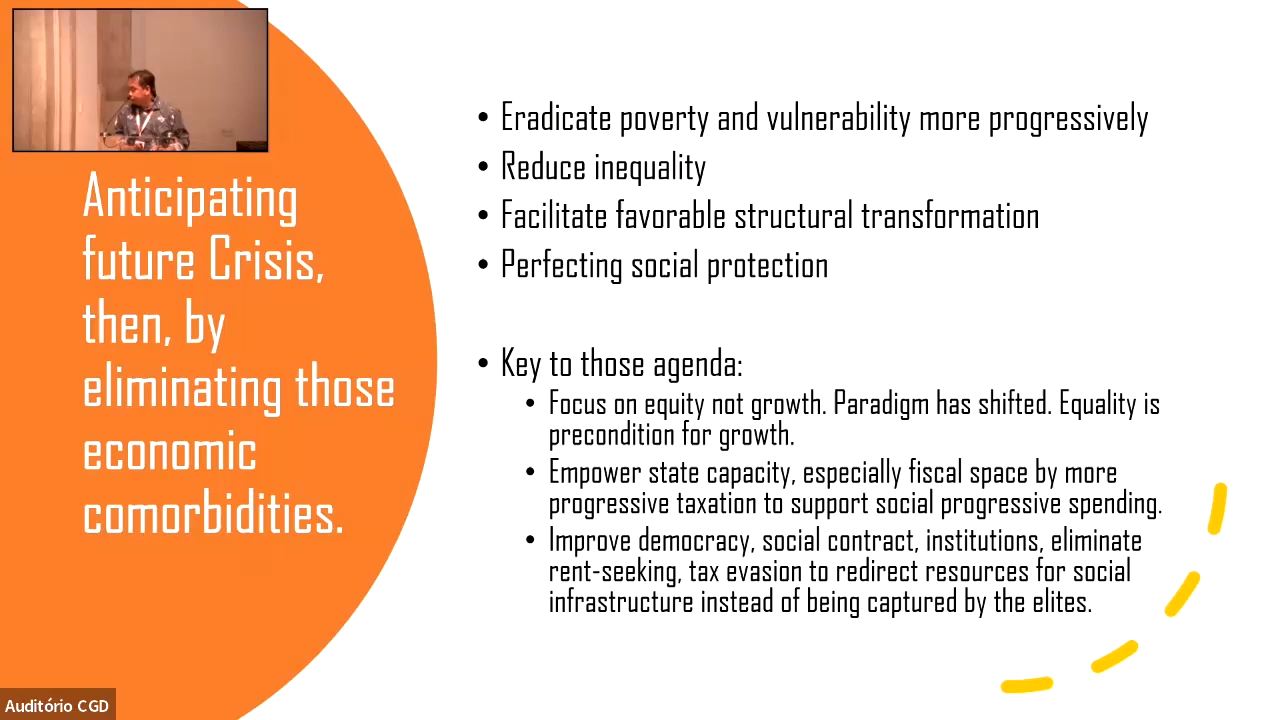 Anticipating
future Crisis,
then, by
eliminating those
economic
comorbidities.
• Eradicate poverty and vulnerability more progressively
• Reduce inequality
• Facilitate favorable structural transformation
• Perfecting social protection
• Key to those agenda:
• Focus on equity not growth. Paradigm has shifted. Equality is
precondition for growth.
• Empower state capacity, especially fiscal space by more
progressive taxation to support social progressive spending.
• Improve democracy, social contract, institutions, eliminate
rent-seeking, tax evasion to redirect resources for social
infrastructure instead of being captured by the elites.
Auditório CGD